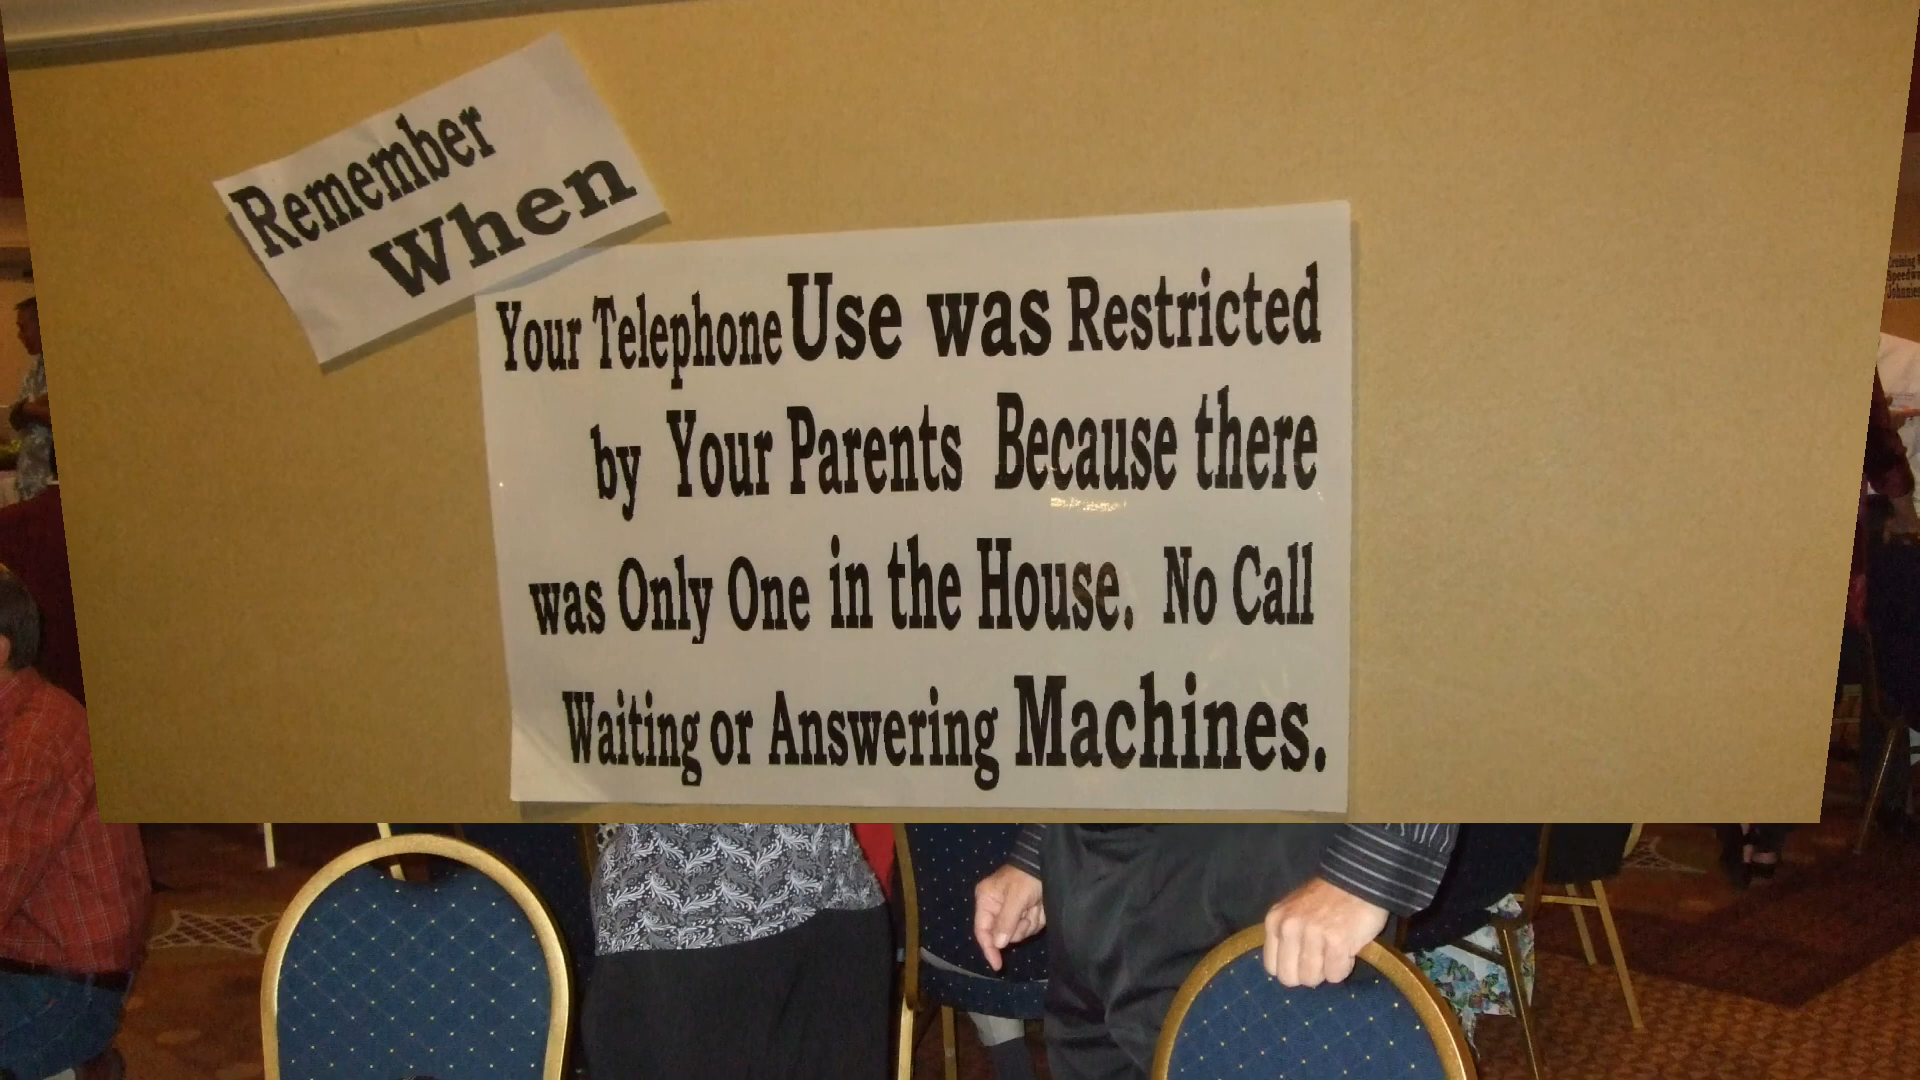 Remember
When
Your Telephone Use was Restricted
by Your Parents Because there
was Only One in the House. No Call
Waiting or Answering Machines.
Cruising